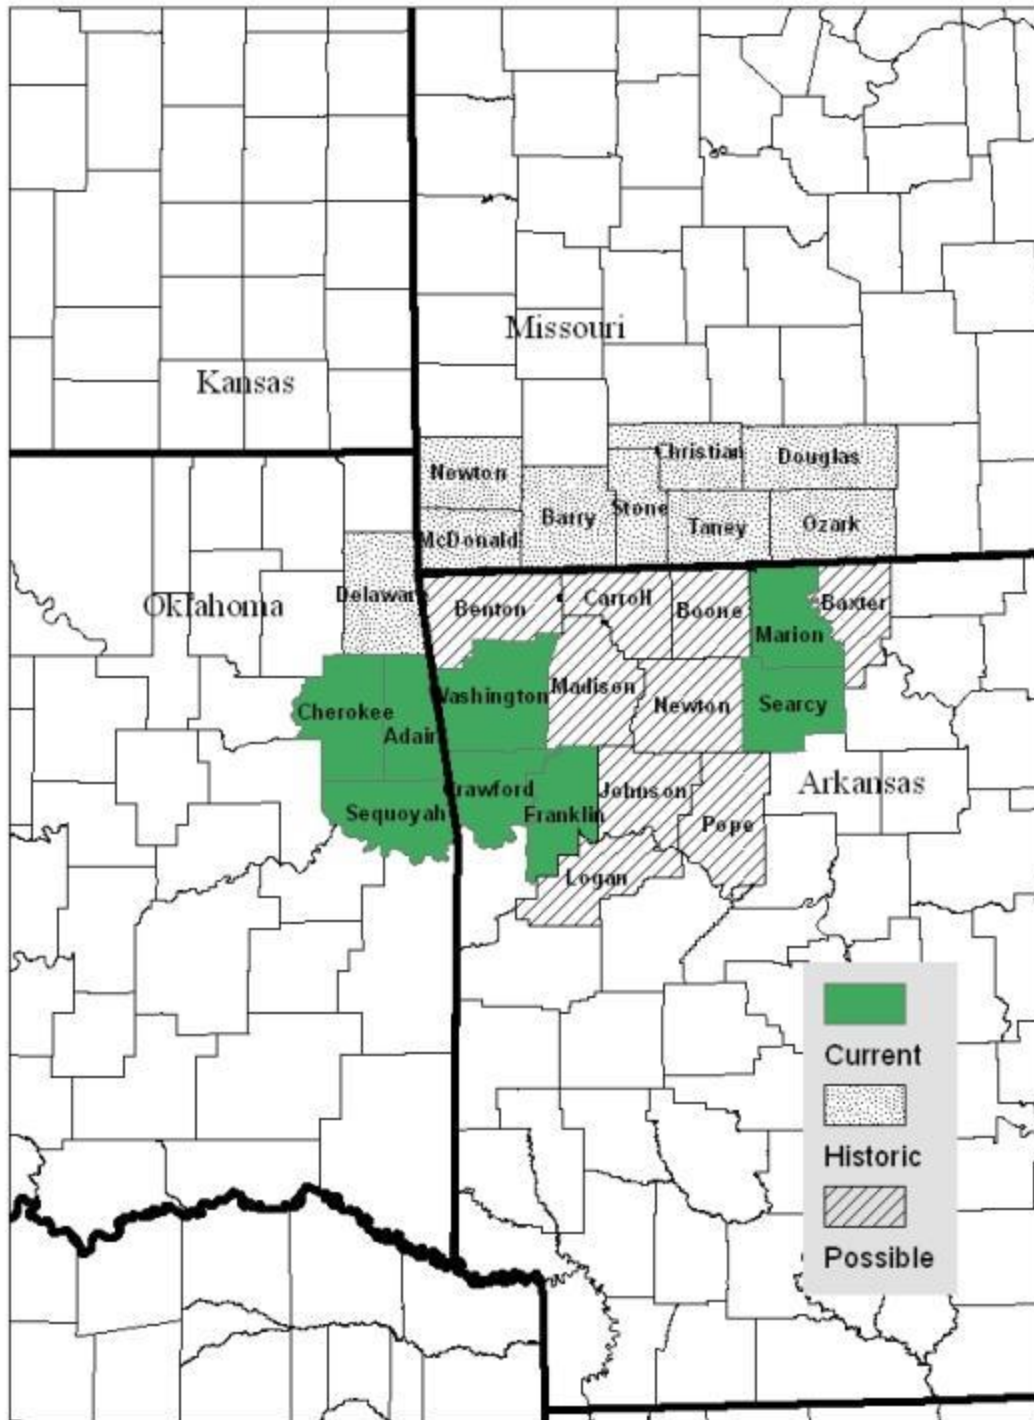 Missouri
Kansas
Christian
Douglas
Newton
Barry
Stone
Taney
Ozark
McDonald
Delaware
Oklahoma
Benton
Carroll
Boone
Baxter
Marion
Washington
Madison
Newton
Searcy
Cherokee
Adair
Arkansas
Crawford
Johnson
Sequoyah
Franklin
Pope
Logan
Current
Historic
Possible